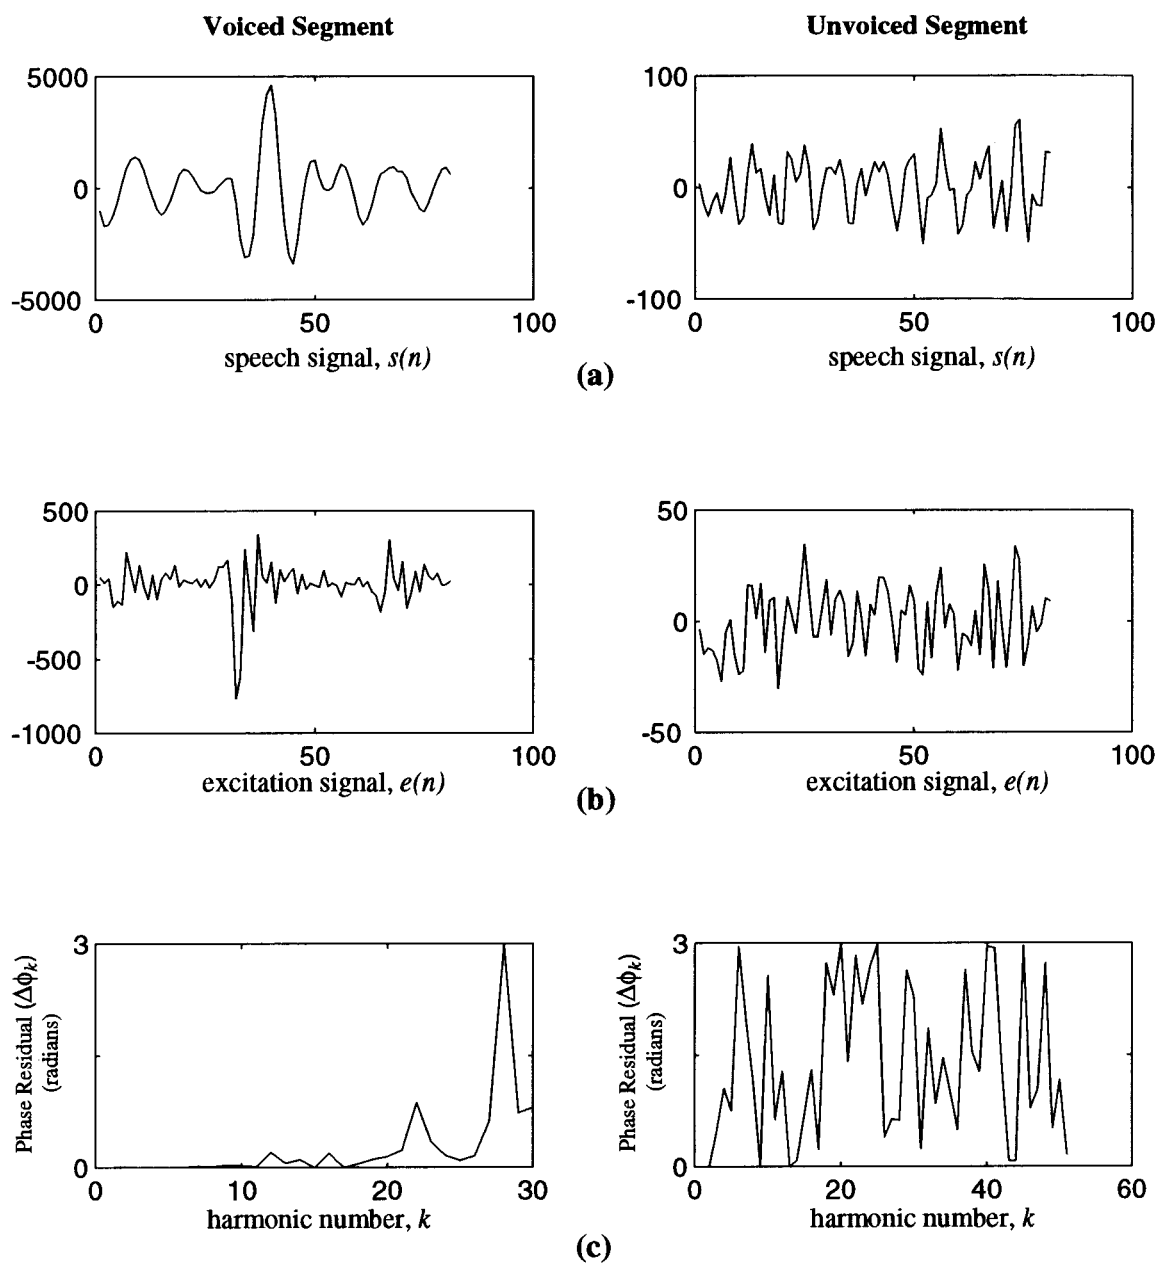 Voiced Segment
Unvoiced Segment
5000
0
-5000
0 50 100
speech signal, s(n)
100
0
-100
0 50 100
speech signal, s(n)
(a)
500
0
-500
-1000
0 50 100
excitation signal, e(n)
50
0
-50
0 50 100
excitation signal, e(n)
(b)
Phase Residual (Δϕk)
(radians)
3
0
0 10 20 30
harmonic number, k
Phase Residual (Δϕk)
(radians)
3
0
0 20 40 60
harmonic number, k
(c)